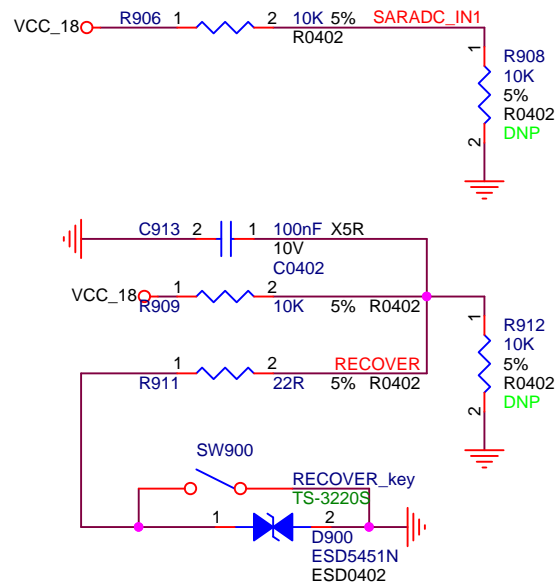 VCC_18 R906 1 2 10K 5% SARADC_IN1
R0402
1 R908
10K
5%
R0402
2 DNP
C913 2 1 100nF X5R
10V
C0402
VCC_18 1 2
R909 10K 5% R0402
1 R912
10K
5%
R0402
2 DNP
1 2 RECOVER
R911 22R 5% R0402
SW900
RECOVER_key
TS-3220S
1 2
D900
ESD5451N
ESD0402